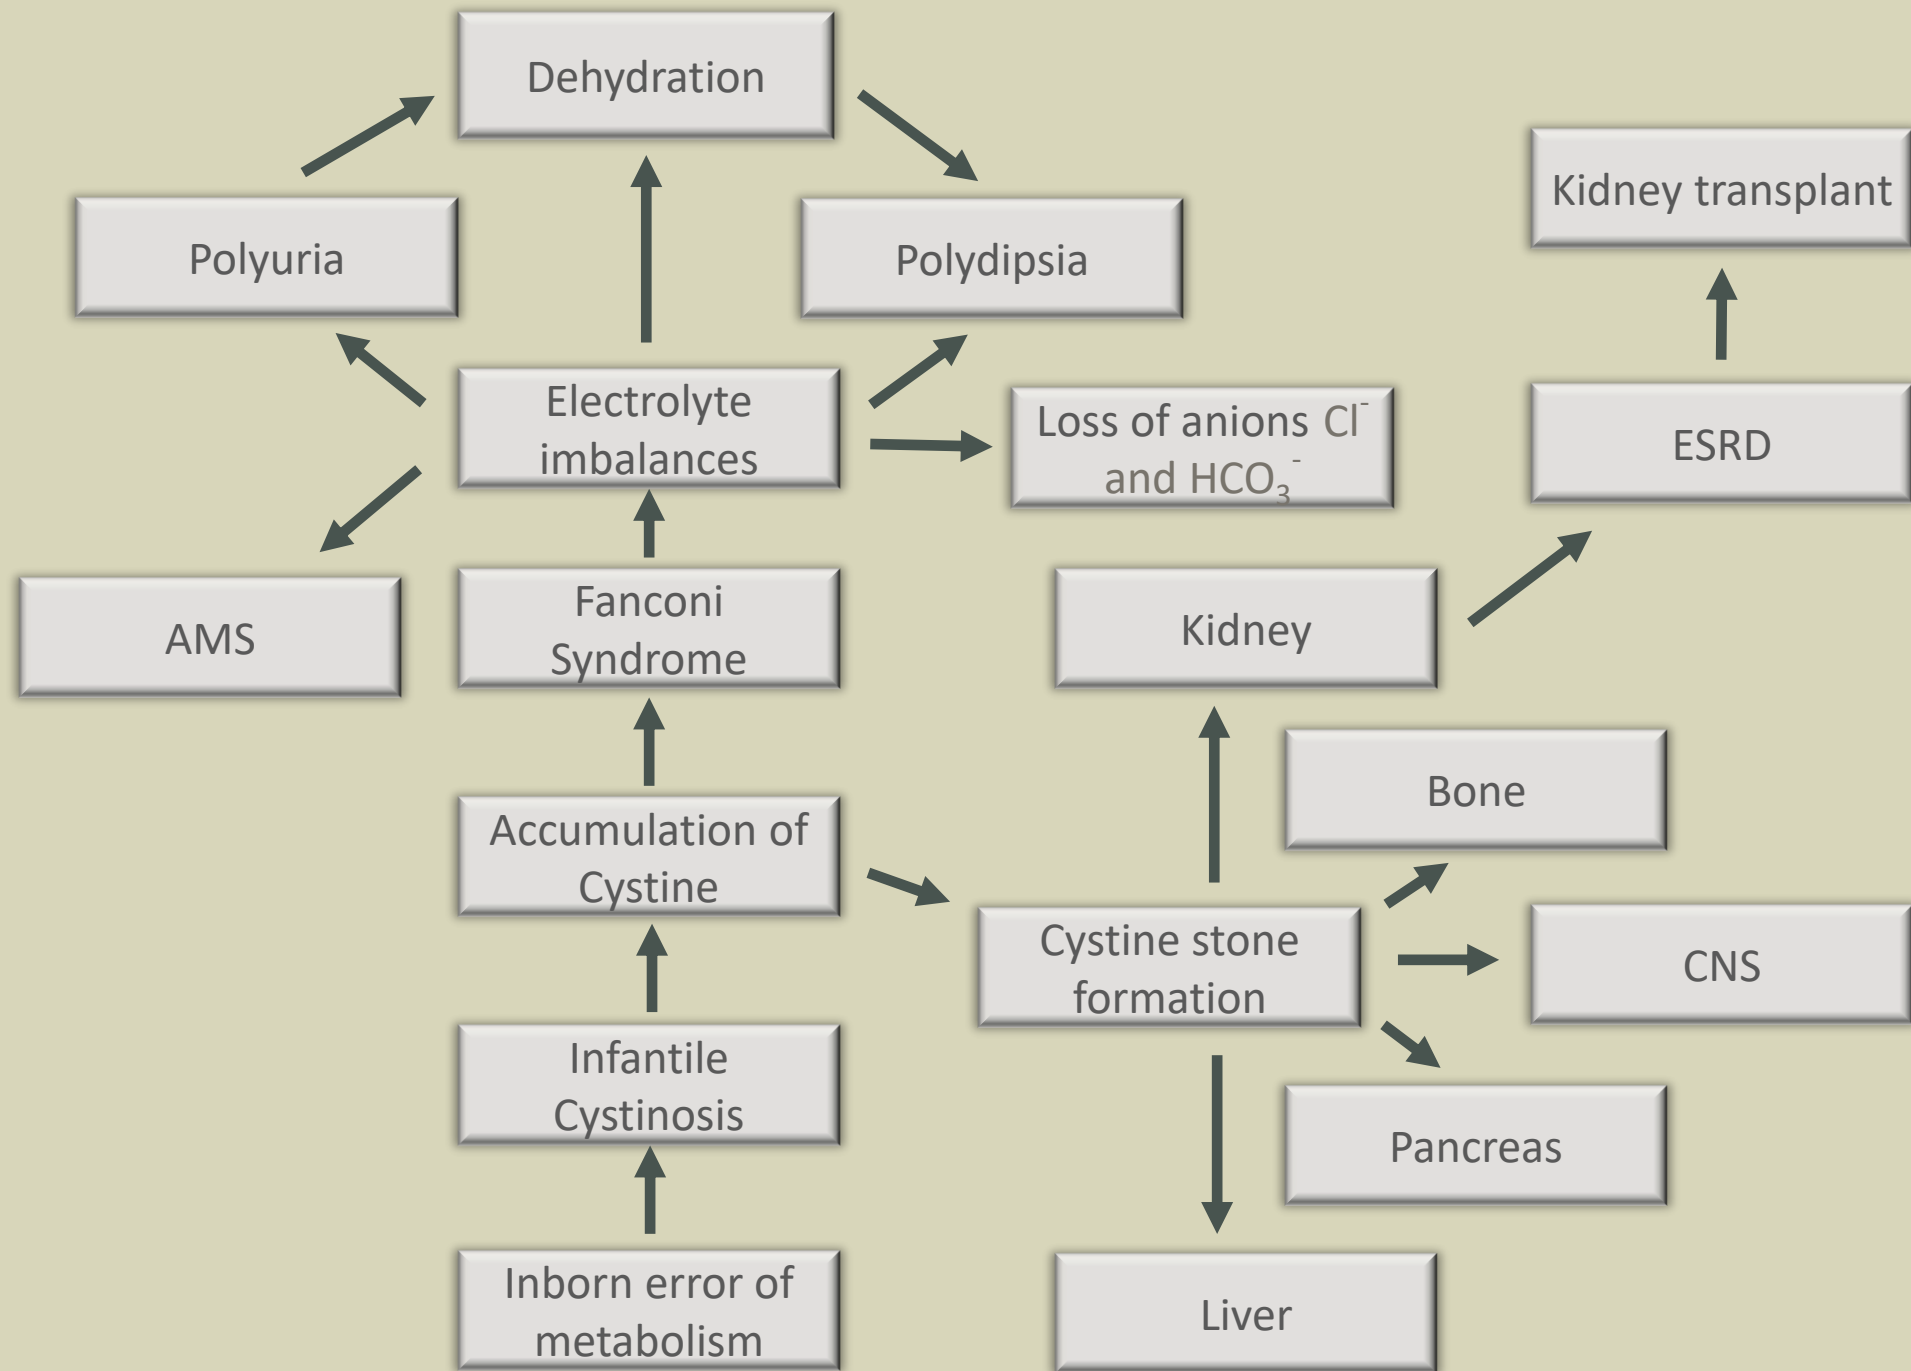 Dehydration
Kidney transplant
Polyuria
Polydipsia
Electrolyte
imbalances
Loss of anions Cl⁻
and HCO₃⁻
ESRD
AMS
Fanconi
Syndrome
Kidney
Bone
Accumulation of
Cystine
Cystine stone
formation
CNS
Infantile
Cystinosis
Pancreas
Inborn error of
metabolism
Liver